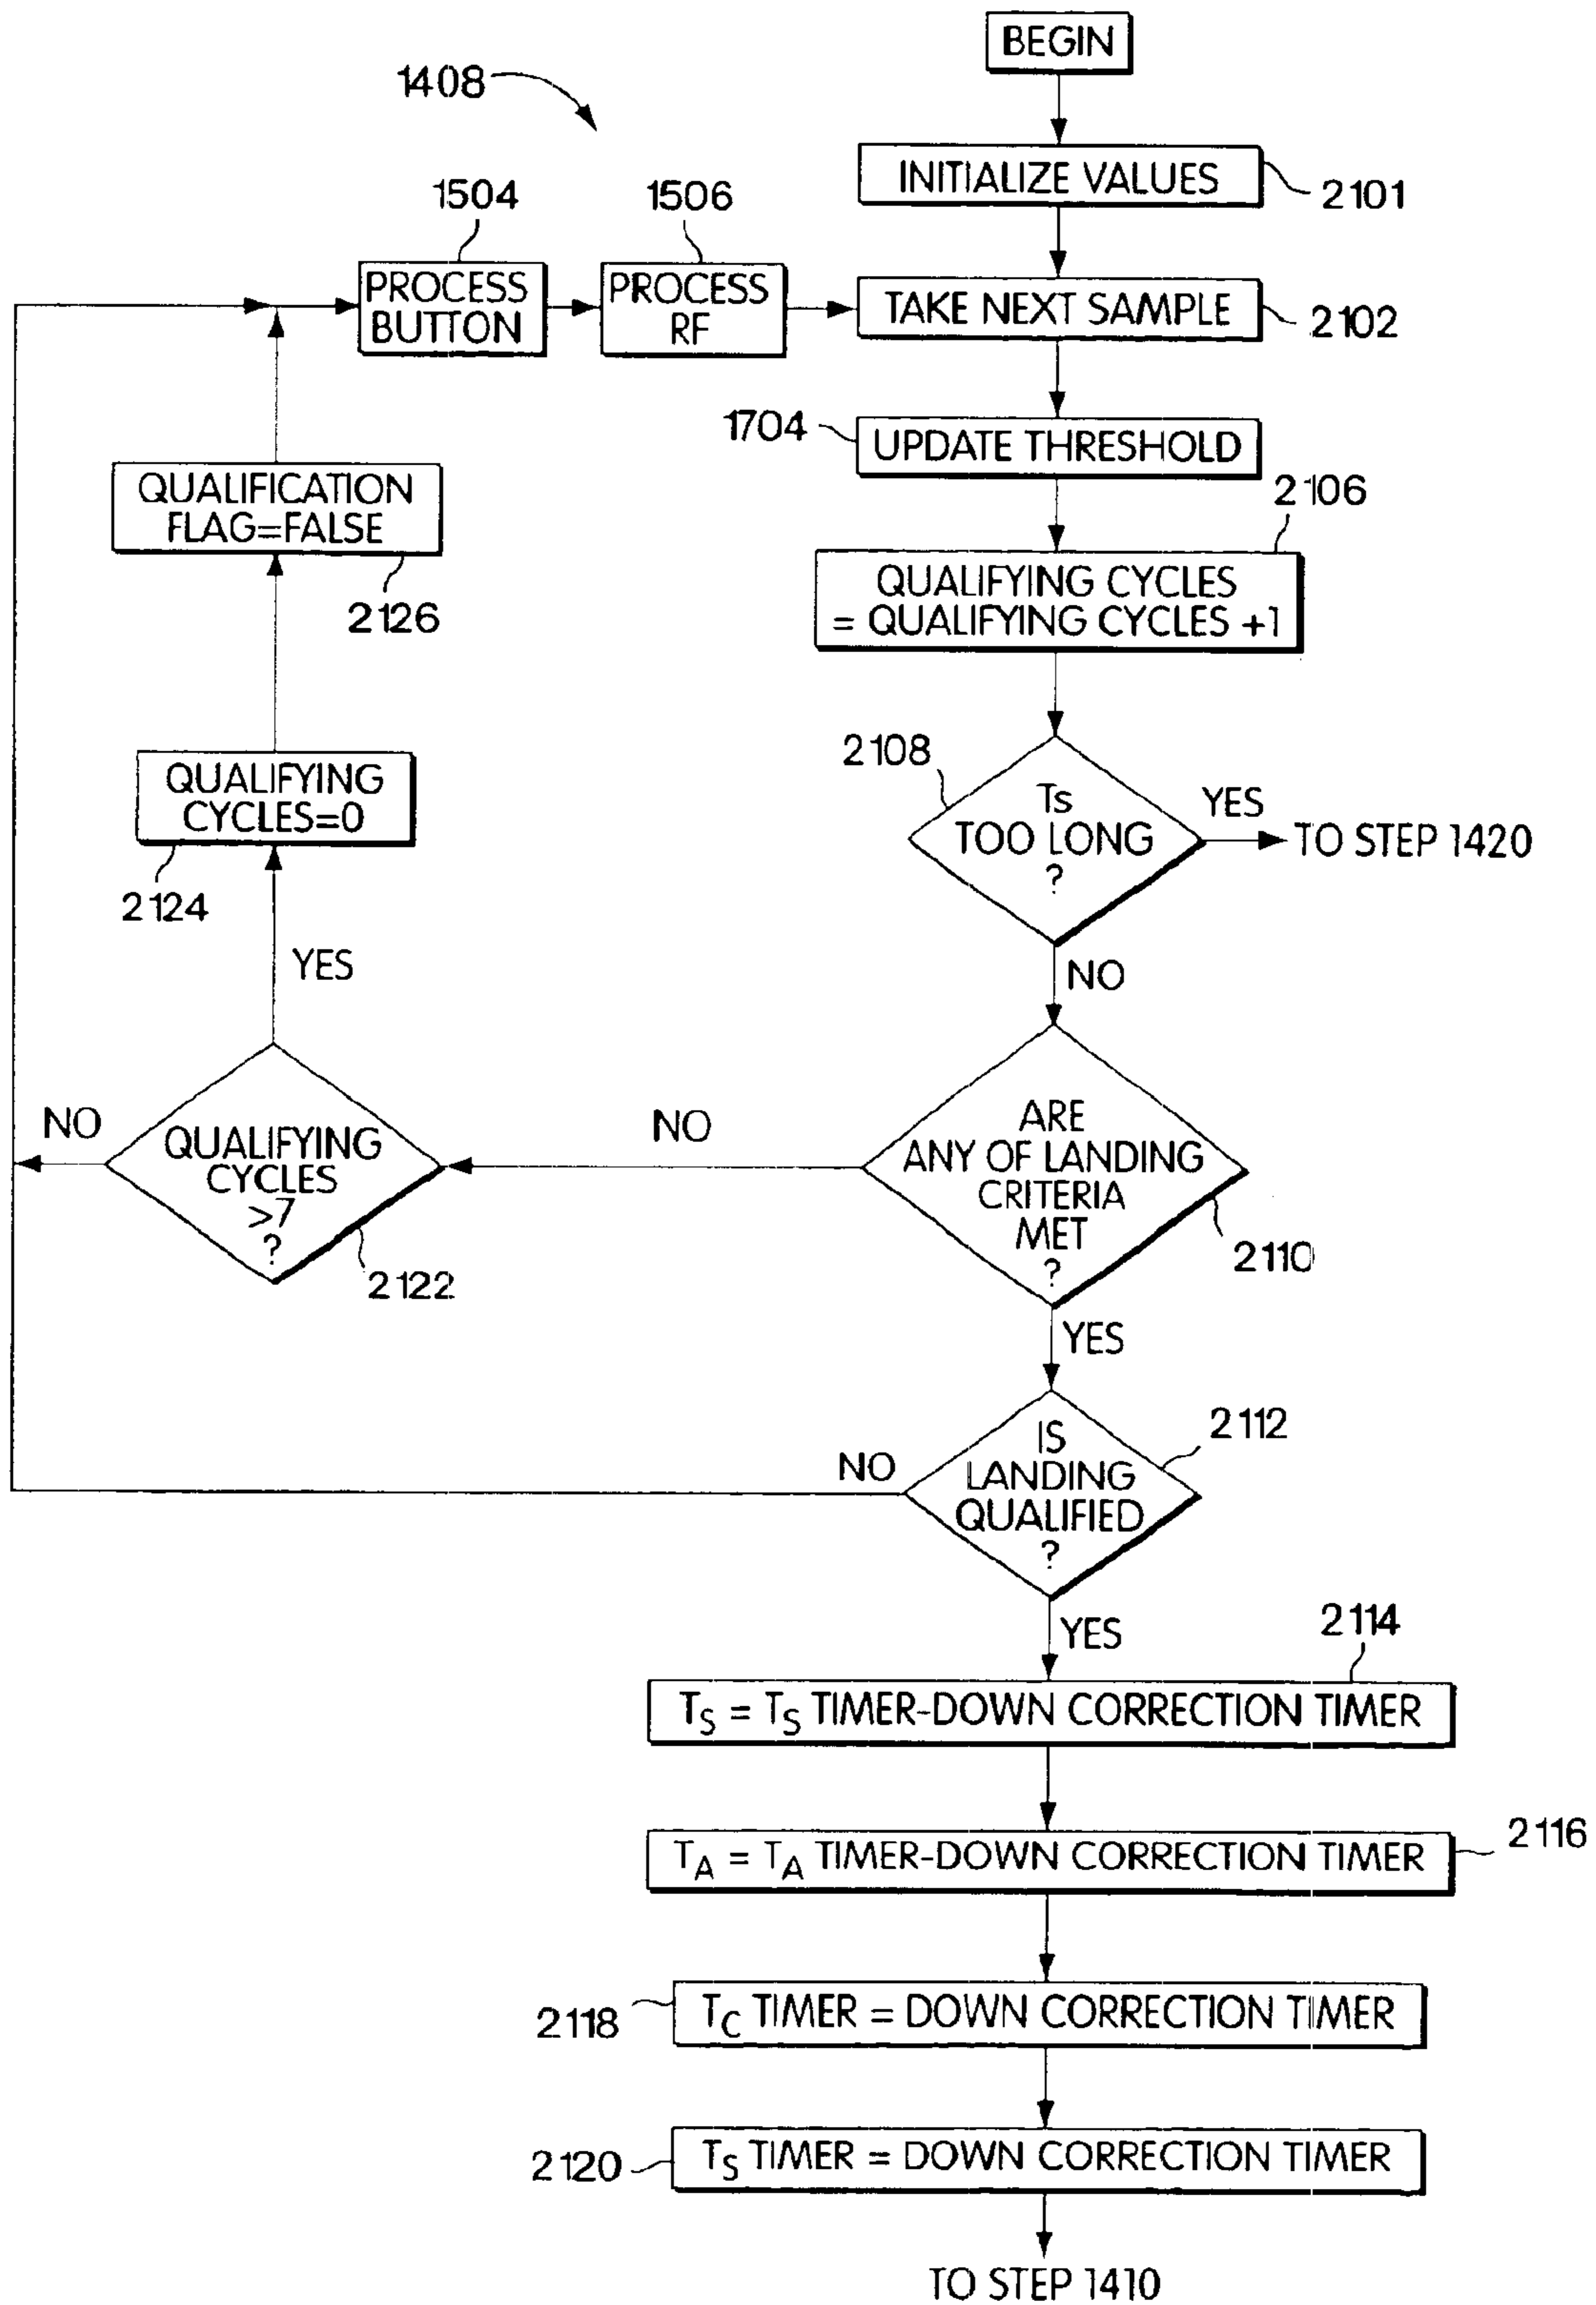 BEGIN
1408
INITIALIZE VALUES
2101
1504
1506
PROCESS
BUTTON
PROCESS
RF
TAKE NEXT SAMPLE
2102
1704
UPDATE THRESHOLD
2106
QUALIFICATION
FLAG=FALSE
2126
QUALIFYING CYCLES
= QUALIFYING CYCLES +1
2108
Ts
TOO LONG
?
YES
TO STEP 1420
QUALIFYING
CYCLES=0
2124
YES
NO
ARE
ANY OF LANDING
CRITERIA
MET
?
2110
NO
NO
QUALIFYING
CYCLES
>7
?
2122
YES
IS
LANDING
QUALIFIED
?
2112
NO
YES
2114
TS = TS TIMER-DOWN CORRECTION TIMER
2116
TA = TA TIMER-DOWN CORRECTION TIMER
2118
TC TIMER = DOWN CORRECTION TIMER
2120
TS TIMER = DOWN CORRECTION TIMER
TO STEP 1410